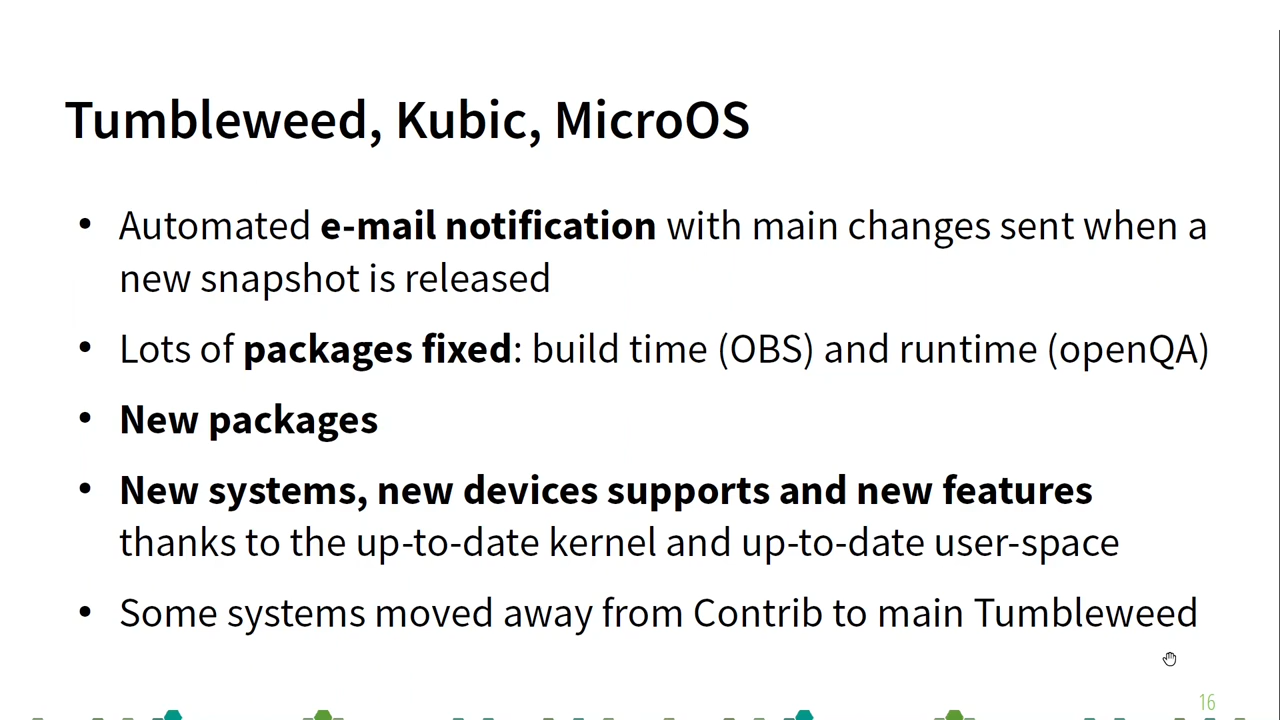 Tumbleweed, Kubic, MicroOS
• Automated e-mail notification with main changes sent when a
new snapshot is released
• Lots of packages fixed: build time (OBS) and runtime (openQA)
• New packages
• New systems, new devices supports and new features
thanks to the up-to-date kernel and up-to-date user-space
• Some systems moved away from Contrib to main Tumbleweed
16